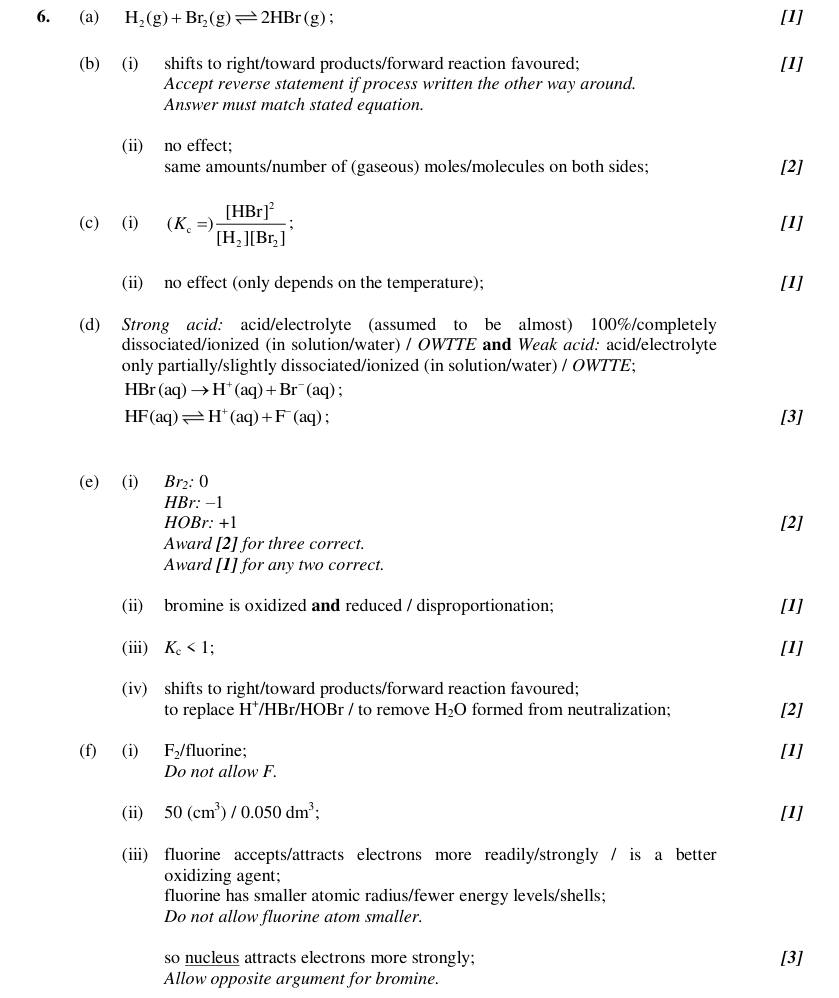 6. (a) H₂(g) + Br₂(g) ⇌ 2HBr(g); [1]
(b) (i) shifts to right/toward products/forward reaction favoured; [1]
Accept reverse statement if process written the other way around.
Answer must match stated equation.
(ii) no effect;
same amounts/number of (gaseous) moles/molecules on both sides; [2]
(c) (i) (K_c =) [HBr]² / [H₂][Br₂]; [1]
(ii) no effect (only depends on the temperature); [1]
(d) Strong acid: acid/electrolyte (assumed to be almost) 100%/completely
dissociated/ionized (in solution/water) / OWTTE and Weak acid: acid/electrolyte
only partially/slightly dissociated/ionized (in solution/water) / OWTTE;
HBr(aq) → H⁺(aq) + Br⁻(aq);
HF(aq) ⇌ H⁺(aq) + F⁻(aq); [3]
(e) (i) Br₂: 0
HBr: –1
HOBr: +1 [2]
Award [2] for three correct.
Award [1] for any two correct.
(ii) bromine is oxidized and reduced / disproportionation; [1]
(iii) K_c < 1; [1]
(iv) shifts to right/toward products/forward reaction favoured;
to replace H⁺/HBr/HOBr / to remove H₂O formed from neutralization; [2]
(f) (i) F₂/fluorine; [1]
Do not allow F.
(ii) 50 (cm³) / 0.050 dm³; [1]
(iii) fluorine accepts/attracts electrons more readily/strongly / is a better
oxidizing agent;
fluorine has smaller atomic radius/fewer energy levels/shells;
Do not allow fluorine atom smaller.
so nucleus attracts electrons more strongly; [3]
Allow opposite argument for bromine.